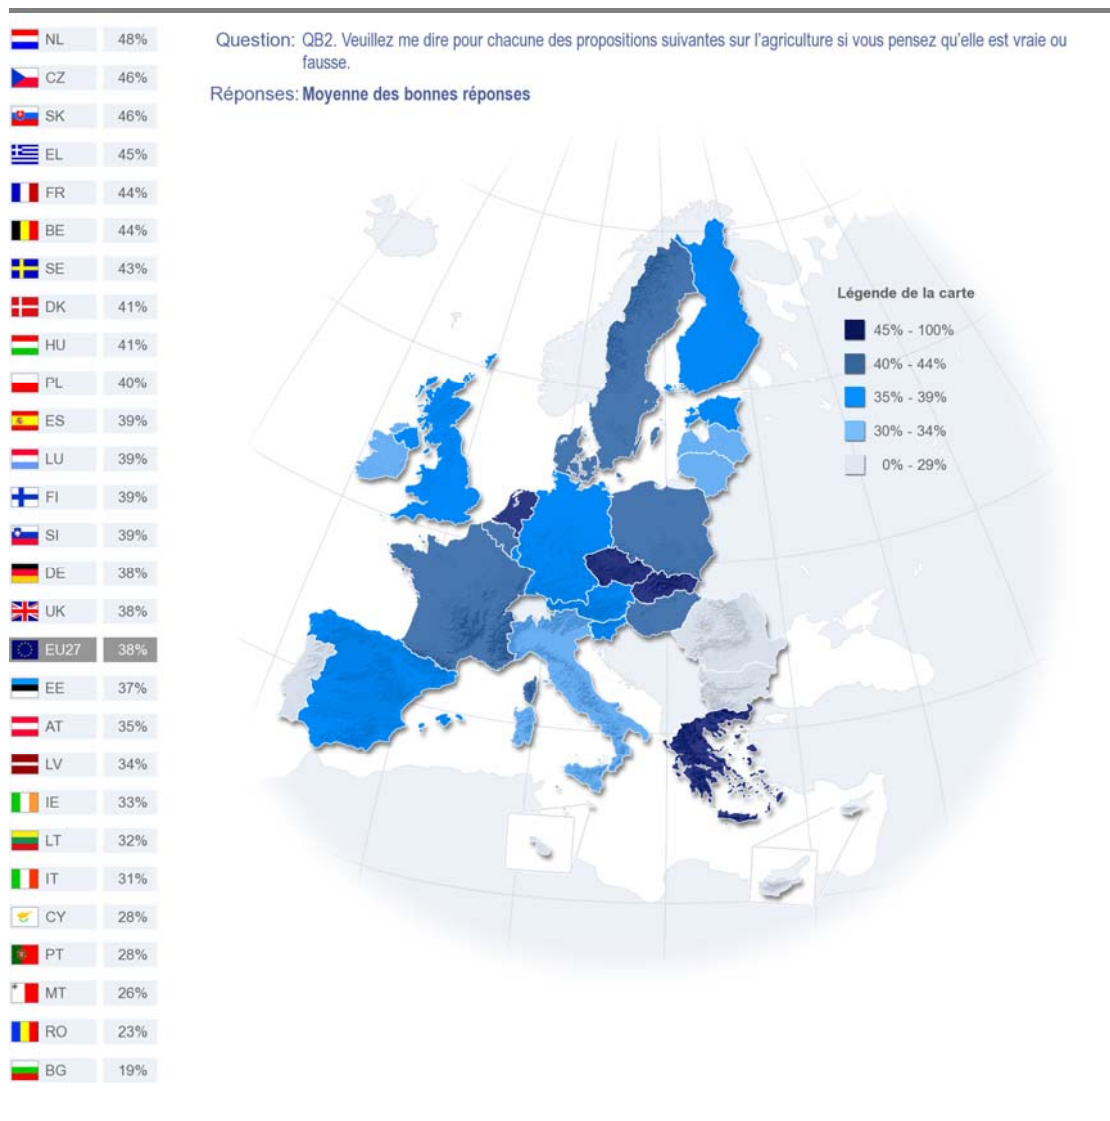 NL 48%
CZ 46%
SK 46%
EL 45%
FR 44%
BE 44%
SE 43%
DK 41%
HU 41%
PL 40%
ES 39%
LU 39%
FI 39%
SI 39%
DE 38%
UK 38%
EU27 38%
EE 37%
AT 35%
LV 34%
IE 33%
LT 32%
IT 31%
CY 28%
PT 28%
MT 26%
RO 23%
BG 19%
Question: QB2. Veuillez me dire pour chacune des propositions suivantes sur l'agriculture si vous pensez qu'elle est vraie ou
fausse.
Réponses: Moyenne des bonnes réponses
Légende de la carte
45% - 100%
40% - 44%
35% - 39%
30% - 34%
0% - 29%